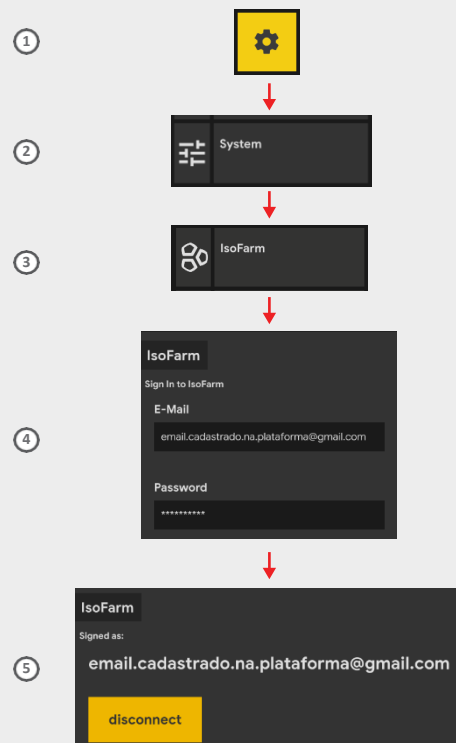 1
2
System
3
IsoFarm
4
IsoFarm
Sign In to IsoFarm
E-Mail
email.cadastrado.na.plataforma@gmail.com
Password
**********
5
IsoFarm
Signed as:
email.cadastrado.na.plataforma@gmail.com
disconnect